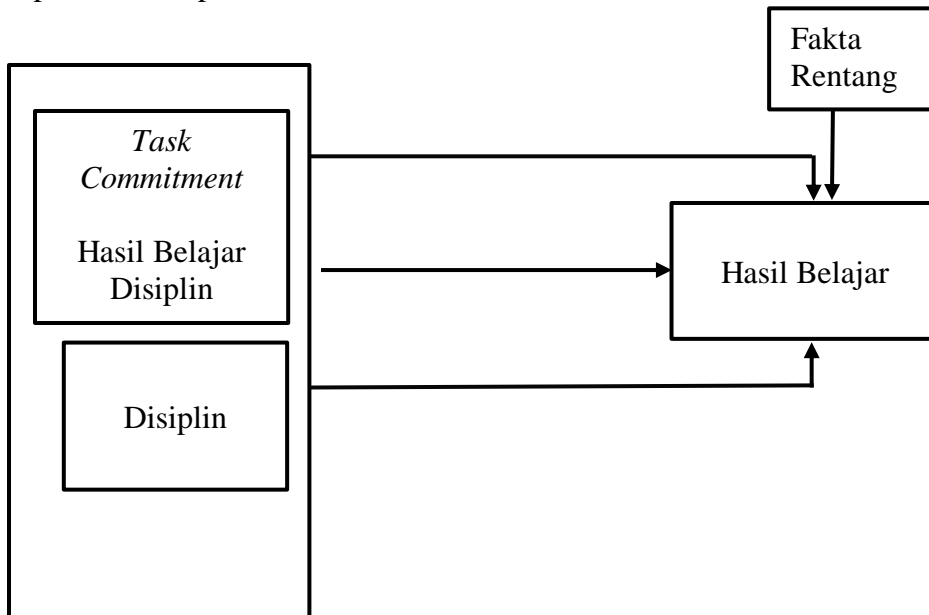 Fakta
Rentang
Task
Commitment
Hasil Belajar
Disiplin
Hasil Belajar
Disiplin